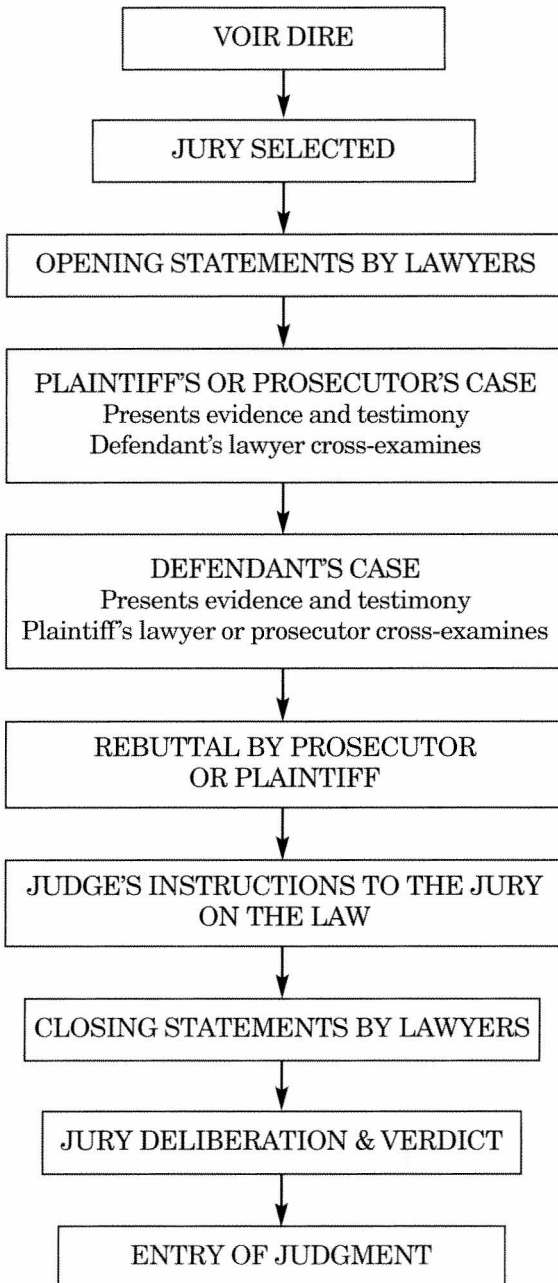 VOIR DIRE
JURY SELECTED
OPENING STATEMENTS BY LAWYERS
PLAINTIFF'S OR PROSECUTOR'S CASE
Presents evidence and testimony
Defendant's lawyer cross-examines
DEFENDANT'S CASE
Presents evidence and testimony
Plaintiff's lawyer or prosecutor cross-examines
REBUTTAL BY PROSECUTOR
OR PLAINTIFF
JUDGE'S INSTRUCTIONS TO THE JURY
ON THE LAW
CLOSING STATEMENTS BY LAWYERS
JURY DELIBERATION & VERDICT
ENTRY OF JUDGMENT